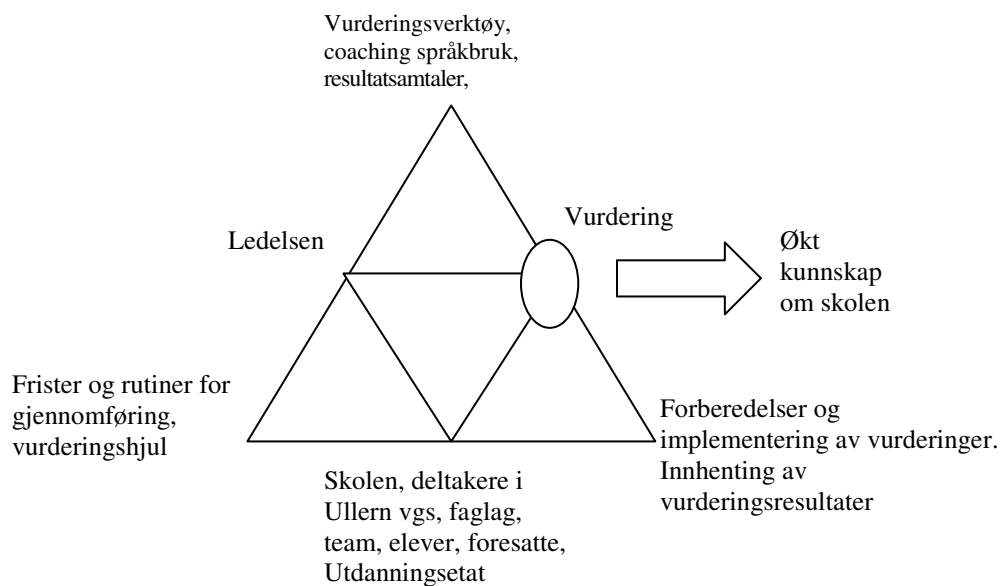 Vurderingsverktøy,
coaching språkbruk,
resultatsamtaler,
Vurdering
Ledelsen
Økt
kunnskap
om skolen
Frister og rutiner for
gjennomføring,
vurderingshjul
Forberedelser og
implementering av vurderinger.
Innhenting av
vurderingsresultater
Skolen, deltakere i
Ullern vgs, faglag,
team, elever, foresatte,
Utdanningsetat